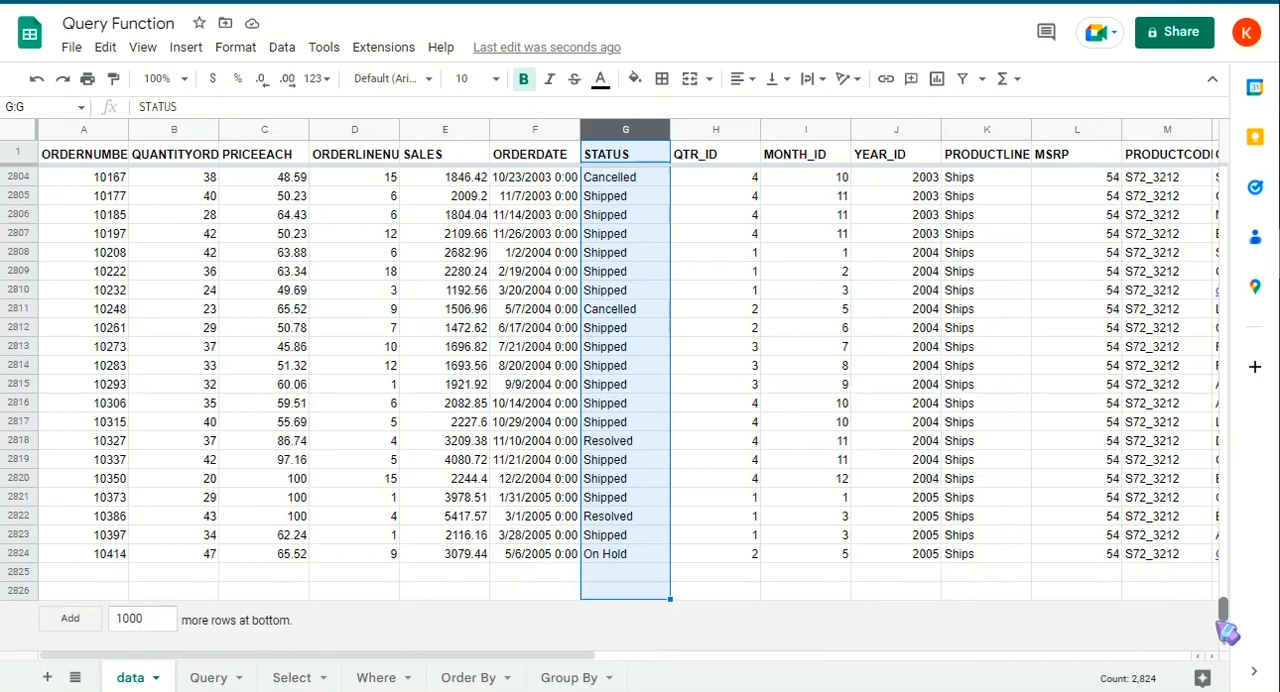 Query Function
File Edit View Insert Format Data Tools Extensions Help Last edit was seconds ago
Share
K
100% $ % .0 .00 123 Default (Ari... 10 B I S A
G:G fx STATUS
A B C D E F G H I J K L M
1 ORDERNUMBE QUANTITYORD PRICEEACH ORDERLINENU SALES ORDERDATE STATUS QTR_ID MONTH_ID YEAR_ID PRODUCTLINE MSRP PRODUCTCODI
2804 10167 38 48.59 15 1846.42 10/23/2003 0:00 Cancelled 4 10 2003 Ships 54 S72_3212
2805 10177 40 50.23 6 2009.2 11/7/2003 0:00 Shipped 4 11 2003 Ships 54 S72_3212
2806 10185 28 64.43 6 1804.04 11/14/2003 0:00 Shipped 4 11 2003 Ships 54 S72_3212
2807 10197 42 50.23 12 2109.66 11/26/2003 0:00 Shipped 4 11 2003 Ships 54 S72_3212
2808 10208 42 63.88 6 2682.96 1/2/2004 0:00 Shipped 1 1 2004 Ships 54 S72_3212
2809 10222 36 63.34 18 2280.24 2/19/2004 0:00 Shipped 1 2 2004 Ships 54 S72_3212
2810 10232 24 49.69 3 1192.56 3/20/2004 0:00 Shipped 1 3 2004 Ships 54 S72_3212
2811 10248 23 65.52 9 1506.96 5/7/2004 0:00 Cancelled 2 5 2004 Ships 54 S72_3212
2812 10261 29 50.78 7 1472.62 6/17/2004 0:00 Shipped 2 6 2004 Ships 54 S72_3212
2813 10273 37 45.86 10 1696.82 7/21/2004 0:00 Shipped 3 7 2004 Ships 54 S72_3212
2814 10283 33 51.32 12 1693.56 8/20/2004 0:00 Shipped 3 8 2004 Ships 54 S72_3212
2815 10293 32 60.06 1 1921.92 9/9/2004 0:00 Shipped 3 9 2004 Ships 54 S72_3212
2816 10306 35 59.51 6 2082.85 10/14/2004 0:00 Shipped 4 10 2004 Ships 54 S72_3212
2817 10315 40 55.69 5 2227.6 10/29/2004 0:00 Shipped 4 10 2004 Ships 54 S72_3212
2818 10327 37 86.74 4 3209.38 11/10/2004 0:00 Resolved 4 11 2004 Ships 54 S72_3212
2819 10337 42 97.16 5 4080.72 11/21/2004 0:00 Shipped 4 11 2004 Ships 54 S72_3212
2820 10350 20 100 15 2244.4 12/2/2004 0:00 Shipped 4 12 2004 Ships 54 S72_3212
2821 10373 29 100 1 3978.51 1/31/2005 0:00 Shipped 1 1 2005 Ships 54 S72_3212
2822 10386 43 100 4 5417.57 3/1/2005 0:00 Resolved 1 3 2005 Ships 54 S72_3212
2823 10397 34 62.24 1 2116.16 3/28/2005 0:00 Shipped 1 3 2005 Ships 54 S72_3212
2824 10414 47 65.52 9 3079.44 5/6/2005 0:00 On Hold 2 5 2005 Ships 54 S72_3212
2825
2826
Add 1000 more rows at bottom.
data Query Select Where Order By Group By Count: 2,824